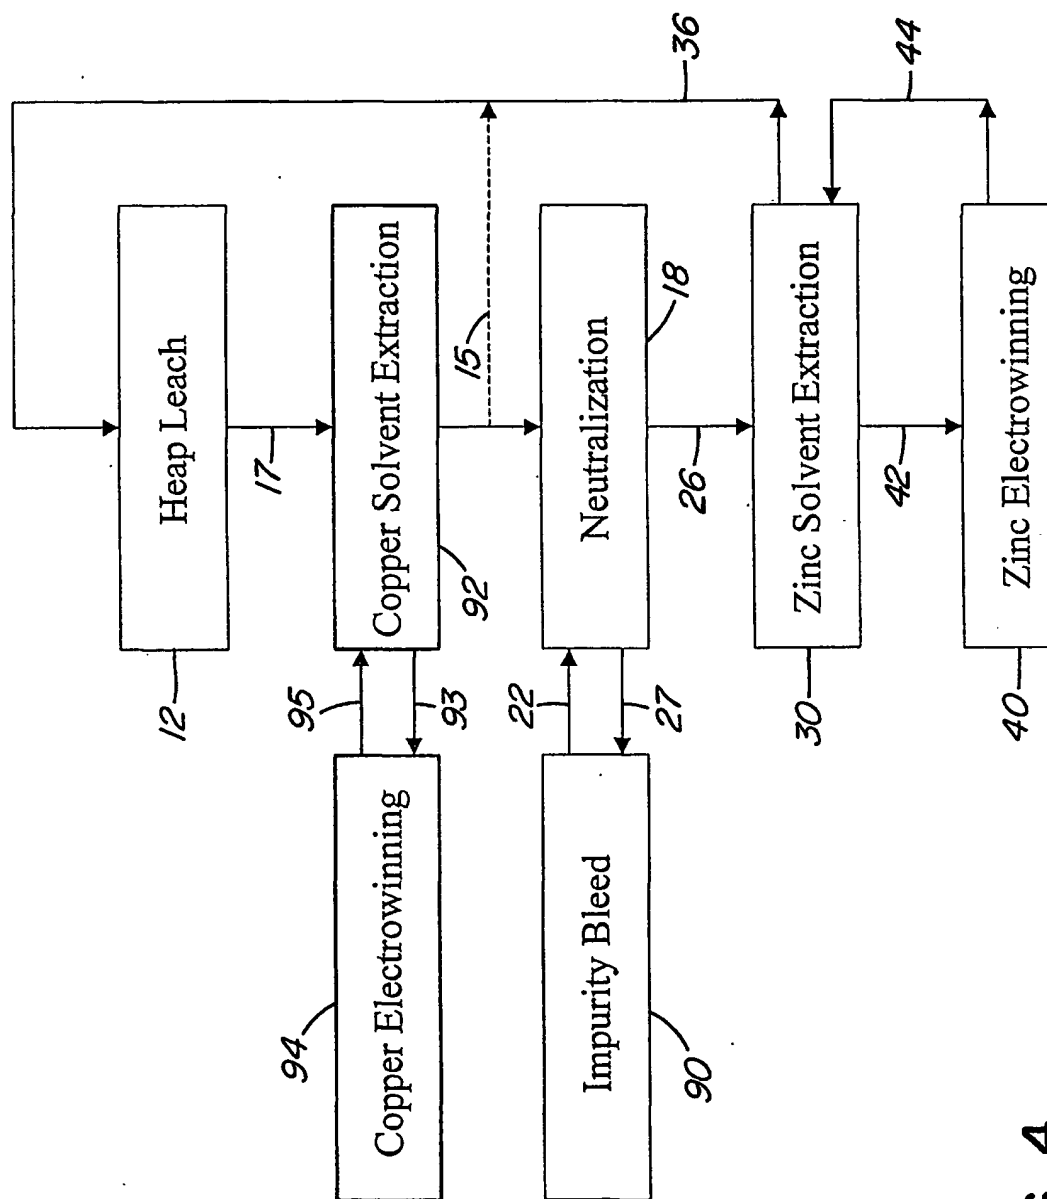 36
44
Heap Leach
12
17
Copper Solvent Extraction
92
15
95
93
Copper Electrowinning
94
Neutralization
18
22
27
Impurity Bleed
90
26
Zinc Solvent Extraction
30
42
Zinc Electrowinning
40
4